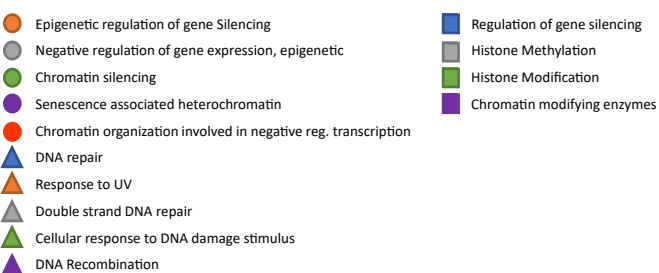 Epigenetic regulation of gene Silencing
Negative regulation of gene expression, epigenetic
Chromatin silencing
Senescence associated heterochromatin
Chromatin organization involved in negative reg. transcription
DNA repair
Response to UV
Double strand DNA repair
Cellular response to DNA damage stimulus
DNA Recombination
Regulation of gene silencing
Histone Methylation
Histone Modification
Chromatin modifying enzymes